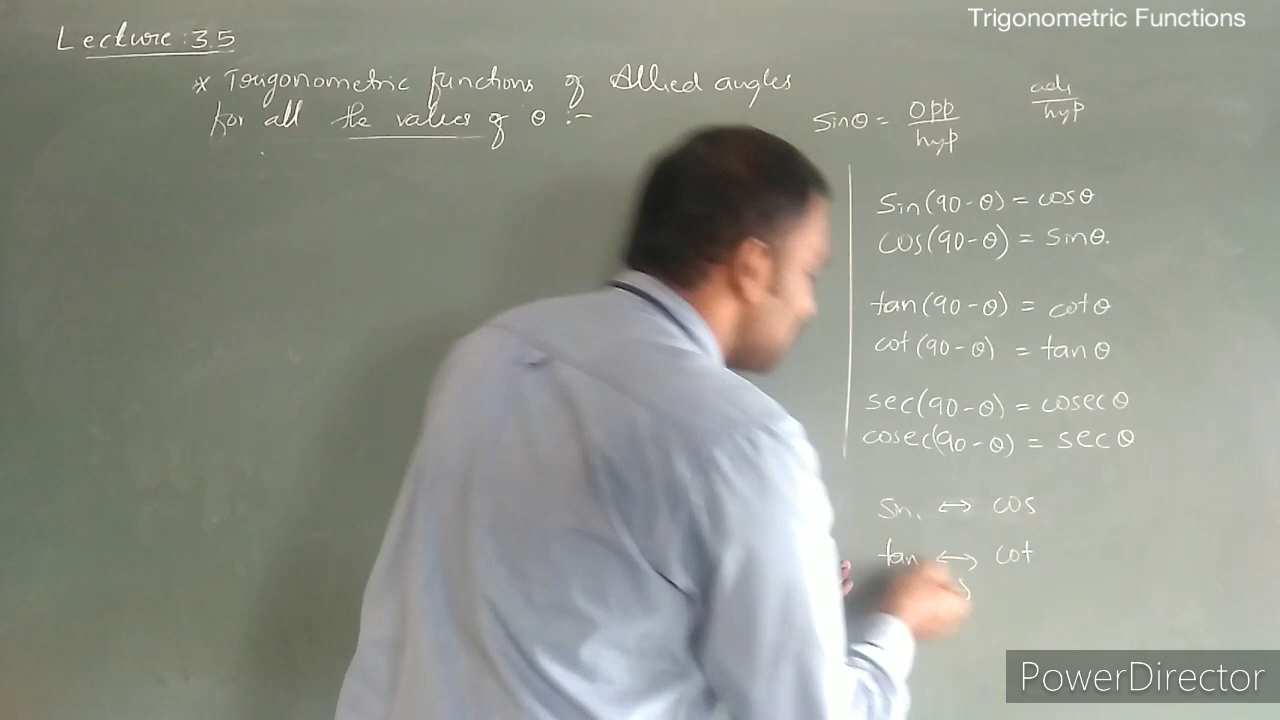 Trigonometric Functions
Lecture : 3.5
* Trigonometric functions of Allied angles
for all the values of θ :-
Sinθ = opp/hyp
adj/hyp
Sin(90-θ) = cosθ
cos(90-θ) = sinθ.
tan(90-θ) = cotθ
cot(90-θ) = tanθ
sec(90-θ) = cosecθ
cosec(90-θ) = secθ
sin ↔ cos
tan ↔ cot
PowerDirector